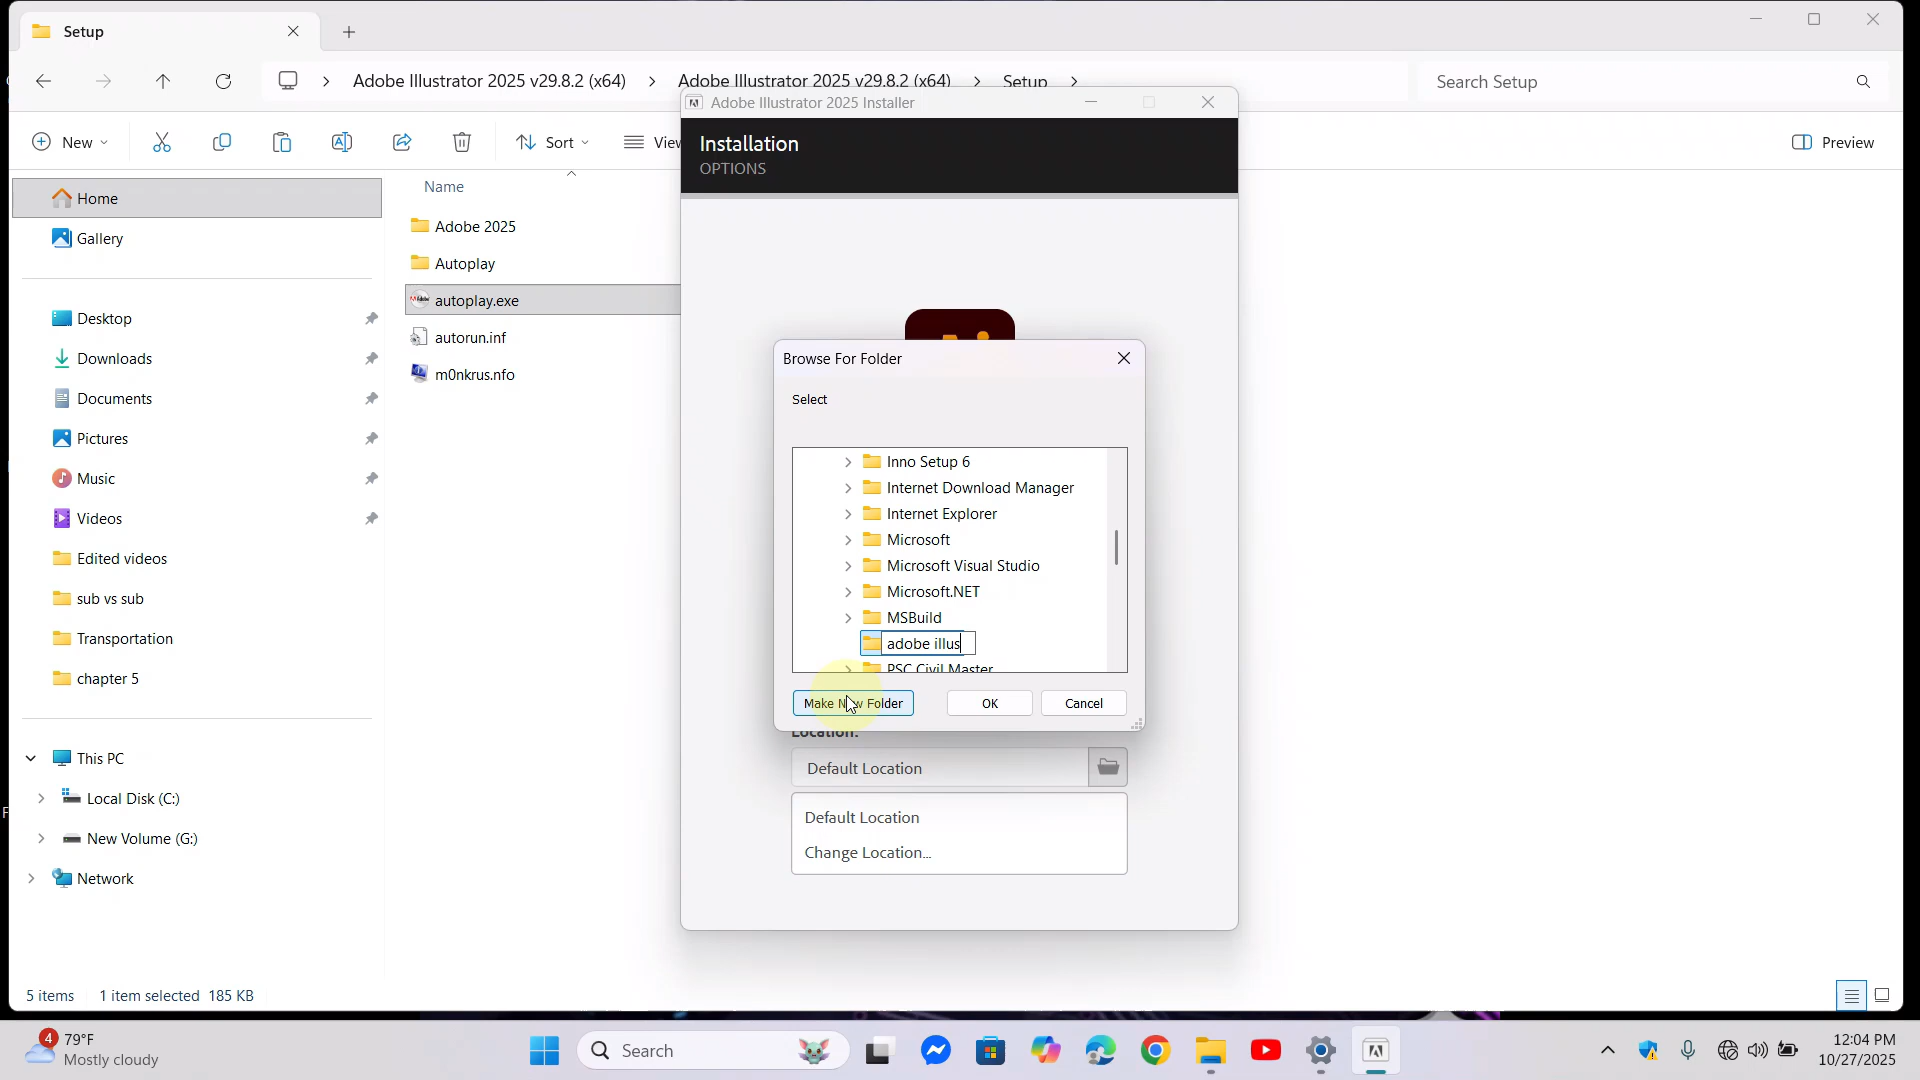 Setup
Adobe Illustrator 2025 v29.8.2 (x64) Adobe Illustrator 2025 v29.8.2 (x64) Setup
Search Setup
New
Sort
View
Preview
Home
Gallery
Desktop
Downloads
Documents
Pictures
Music
Videos
Edited videos
sub vs sub
Transportation
chapter 5
This PC
Local Disk (C:)
New Volume (G:)
Network
Name
Adobe 2025
Autoplay
autoplay.exe
autorun.inf
m0nkrus.nfo
Adobe Illustrator 2025 Installer
Installation
OPTIONS
Browse For Folder
Select
Inno Setup 6
Internet Download Manager
Internet Explorer
Microsoft
Microsoft Visual Studio
Microsoft.NET
MSBuild
adobe illus
PSC Civil Master
Make New Folder
OK
Cancel
Location:
Default Location
Default Location
Change Location...
5 items 1 item selected 185 KB
4
79°F
Mostly cloudy
Search
12:04 PM
10/27/2025